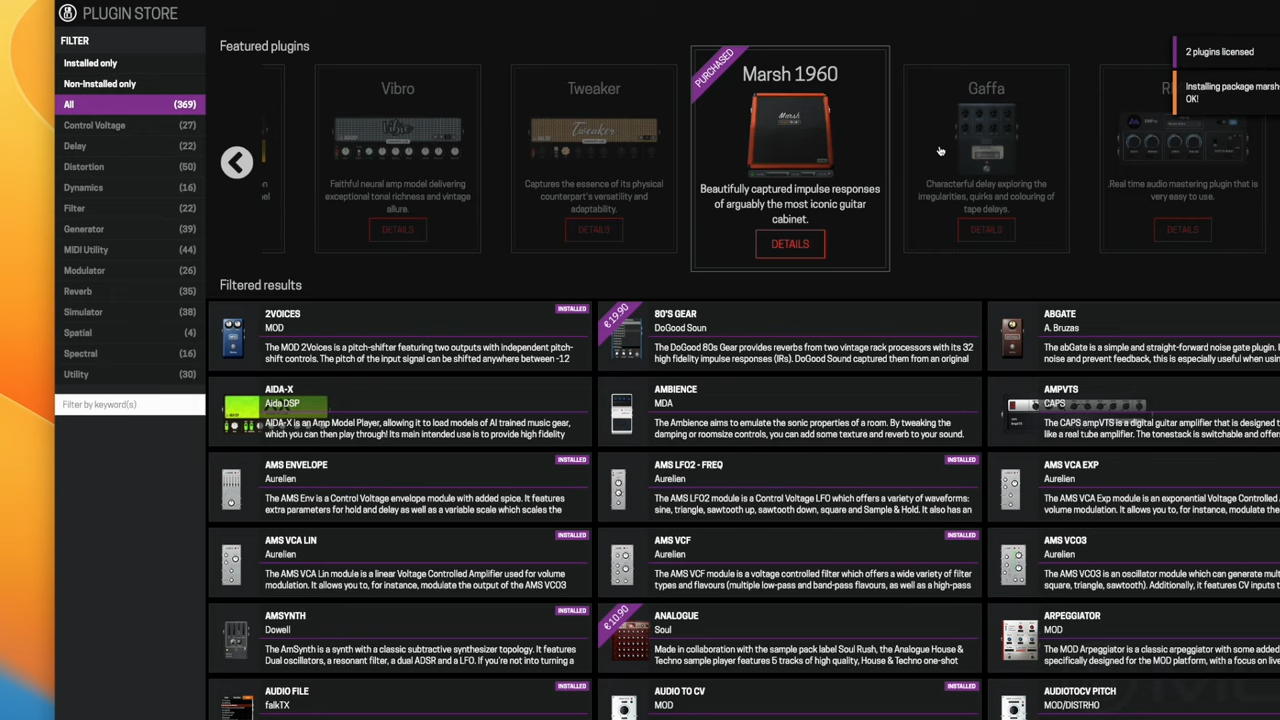 PLUGIN STORE
FILTER
Installed only
Non-installed only
All (369)
Control Voltage (27)
Delay (22)
Distortion (50)
Dynamics (16)
Filter (22)
Generator (39)
MIDI Utility (44)
Modulator (26)
Reverb (35)
Simulator (38)
Spatial (4)
Spectral (16)
Utility (30)
Filter by keyword(s)
Featured plugins
Vibro
Faithful neural amp model delivering
exceptional tonal richness and vintage
allure.
DETAILS
Tweaker
Captures the essence of its physical
counterpart's versatility and
adaptability.
DETAILS
PURCHASED
Marsh 1960
Beautifully captured impulse responses
of arguably the most iconic guitar
cabinet.
DETAILS
Gaffa
Characterful delay exploring the
irregularities, quirks and colouring of
tape delays.
DETAILS
Real time audio mastering plugin that is
very easy to use.
DETAILS
2 plugins licensed
Installing package marsh-
OK!
Filtered results
2VOICES
INSTALLED
MOD
The MOD 2Voices is a pitch-shifter featuring two outputs with independent pitch-
shift controls. The pitch of the input signal can be shifted anywhere between -12
€19.90
80'S GEAR
DoGood Soun
The DoGood 80s Gear provides reverbs from two vintage rack processors with its 32
high fidelity impulse responses (IRs). DoGood Sound captured them from an original
ABGATE
A. Bruzas
The abGate is a simple and straight-forward noise gate plugin. I
noise and prevent feedback, this is especially useful when using
AIDA-X
Aida DSP
AIDA-X is an Amp Model Player, allowing it to load models of AI trained music gear,
which you can then play through! Its main intended use is to provide high fidelity
AMBIENCE
MDA
The Ambience aims to emulate the sonic properties of a room. By tweaking the
damping or roomsize controls, you can add some texture and reverb to your sound.
AMPVTS
CAPS
The CAPS ampVTS is a digital guitar amplifier that is designed t
like a real tube amplifier. The tonestack is switchable and offers
AMS ENVELOPE
INSTALLED
Aurelien
The AMS Env is a Control Voltage envelope module with added spice. It features
extra parameters for hold and delay as well as a variable scale which scales the
AMS LFO2 - FREQ
INSTALLED
Aurelien
The AMS LFO2 module is a Control Voltage LFO which offers a variety of waveforms:
sine, triangle, sawtooth up, sawtooth down, square and Sample & Hold. It also has an
AMS VCA EXP
Aurelien
The AMS VCA Exp module is an exponential Voltage Controlled
volume modulation. It allows you to, for instance, modulate the
AMS VCA LIN
INSTALLED
Aurelien
The AMS VCA Lin module is a linear Voltage Controlled Amplifier used for volume
modulation. It allows you to, for instance, modulate the output of the AMS VCO3
AMS VCF
INSTALLED
Aurelien
The AMS VCF module is a voltage controlled filter which offers a wide variety of filter
types and flavours (multiple low-pass and band-pass flavours, as well as a high-pass
AMS VCO3
Aurelien
The AMS VCO3 is an oscillator module which can generate mult
square, triangle, sawtooth). Additionally, it features CV inputs t
AMSYNTH
INSTALLED
Dowell
The AmSynth is a synth with a classic subtractive synthesizer topology. It features
Dual oscillators, a resonant filter, a dual ADSR and a LFO. If you're not into turning a
€10.90
ANALOGUE
Soul
Made in collaboration with the sample pack label Soul Rush, the Analogue House &
Techno sample player features 5 tracks of high quality, House & Techno one-shot
ARPEGGIATOR
MOD
The MOD Arpeggiator is a classic arpeggiator with some added
specifically designed for the MOD platform, with a focus on live
AUDIO FILE
INSTALLED
falkTX
AUDIO TO CV
INSTALLED
MOD
AUDIOTOCV PITCH
MOD/DISTRHO